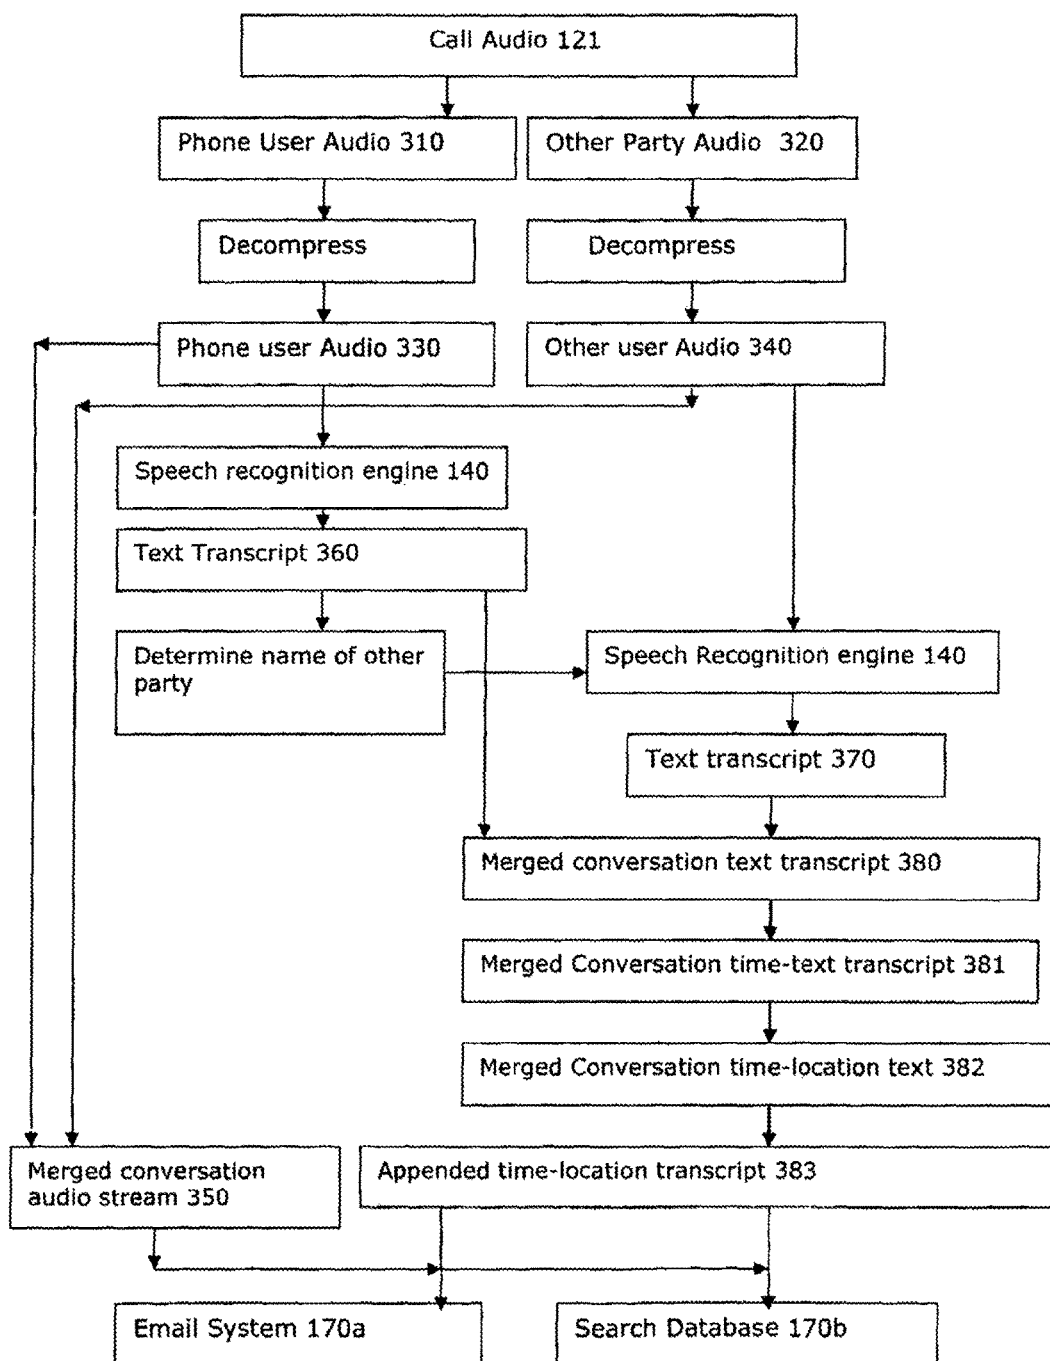 Call Audio 121
Phone User Audio 310
Other Party Audio 320
Decompress
Decompress
Phone user Audio 330
Other user Audio 340
Speech recognition engine 140
Text Transcript 360
Determine name of other
party
Speech Recognition engine 140
Text transcript 370
Merged conversation text transcript 380
Merged Conversation time-text transcript 381
Merged Conversation time-location text 382
Merged conversation
audio stream 350
Appended time-location transcript 383
Email System 170a
Search Database 170b